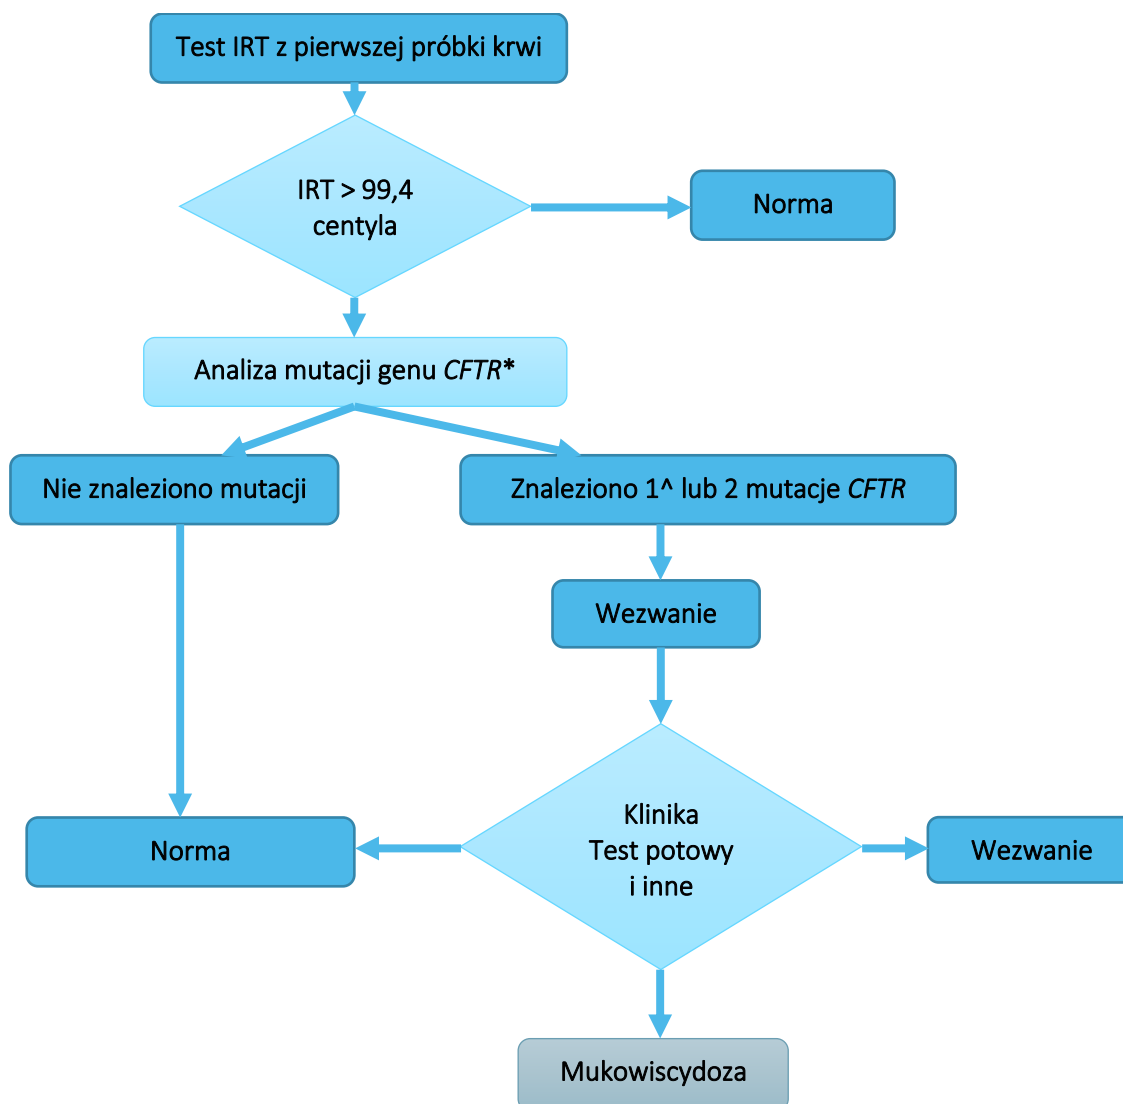 Test IRT z pierwszej próbki krwi
IRT > 99,4
centyla
Norma
Analiza mutacji genu CFTR*
Nie znaleziono mutacji
Znaleziono 1^ lub 2 mutacje CFTR
Wezwanie
Klinika
Test potowy
i inne
Norma
Wezwanie
Mukowiscydoza